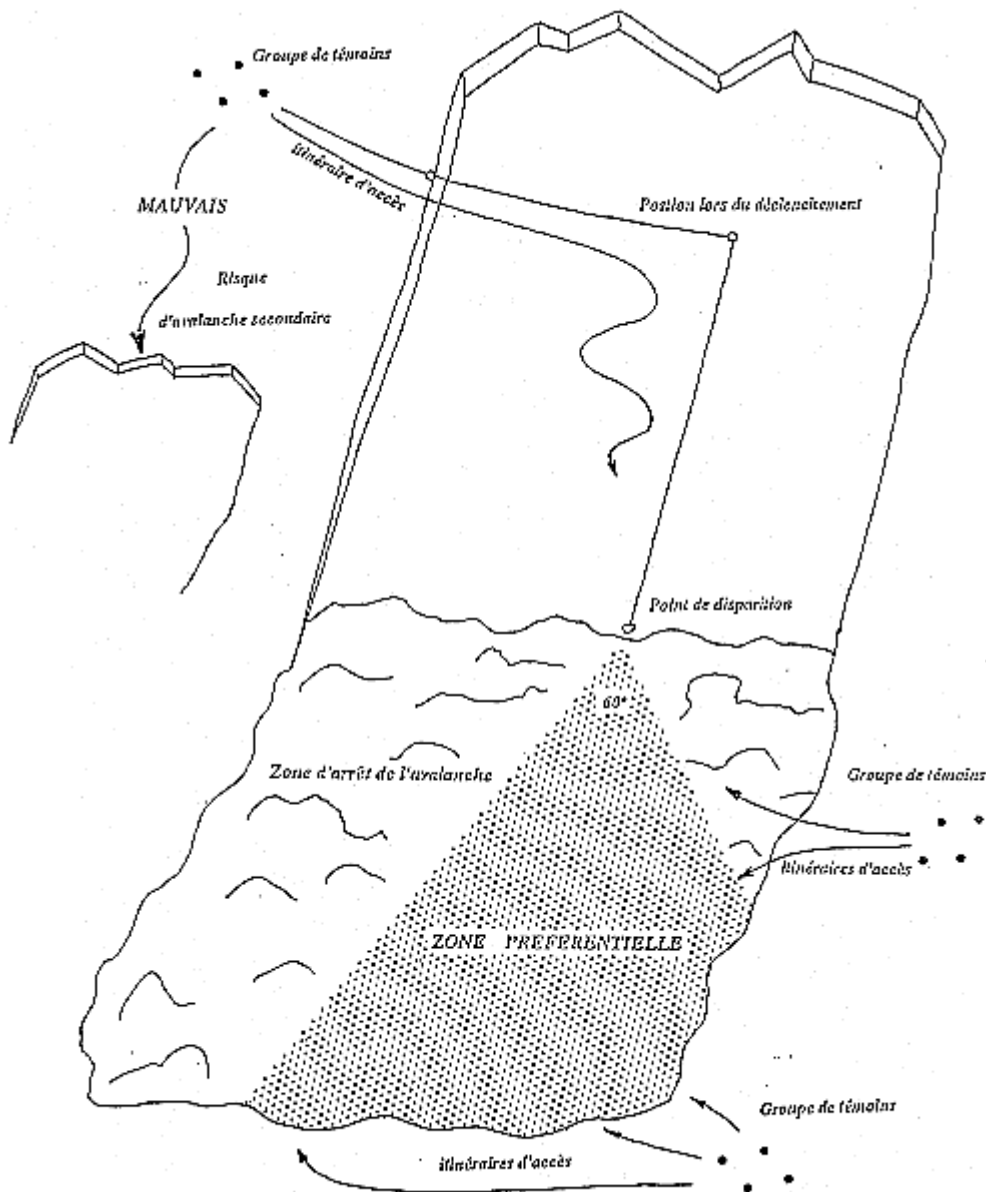 Groupe de témoins
itinéraire d'accès
MAUVAIS
Position lors du déclenchement
Risque
d'avalanche secondaire
Point de disparition
60°
Zone d'arrêt de l'avalanche
Groupe de témoins
itinéraires d'accès
ZONE PREFERENTIELLE
Groupe de témoins
itinéraires d'accès